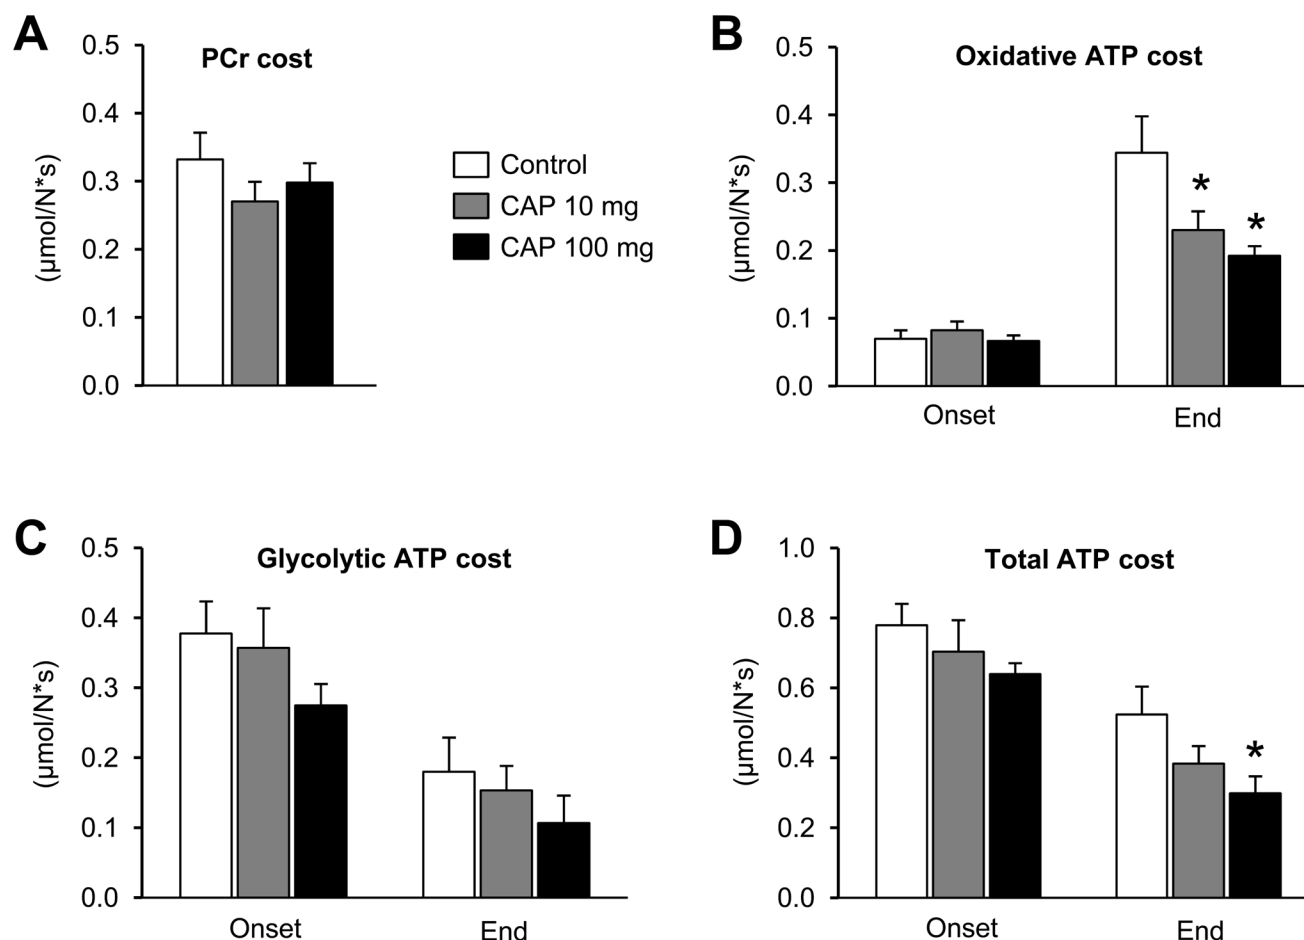 A
PCr cost
0.5
0.4
0.3
0.2
0.1
0.0
(µmol/N*s)
Control
CAP 10 mg
CAP 100 mg
B
Oxidative ATP cost
0.5
0.4
0.3
0.2
0.1
0.0
(µmol/N*s)
*
*
Onset
End
C
Glycolytic ATP cost
0.5
0.4
0.3
0.2
0.1
0.0
(µmol/N*s)
Onset
End
D
Total ATP cost
1.0
0.8
0.6
0.4
0.2
0.0
(µmol/N*s)
*
Onset
End